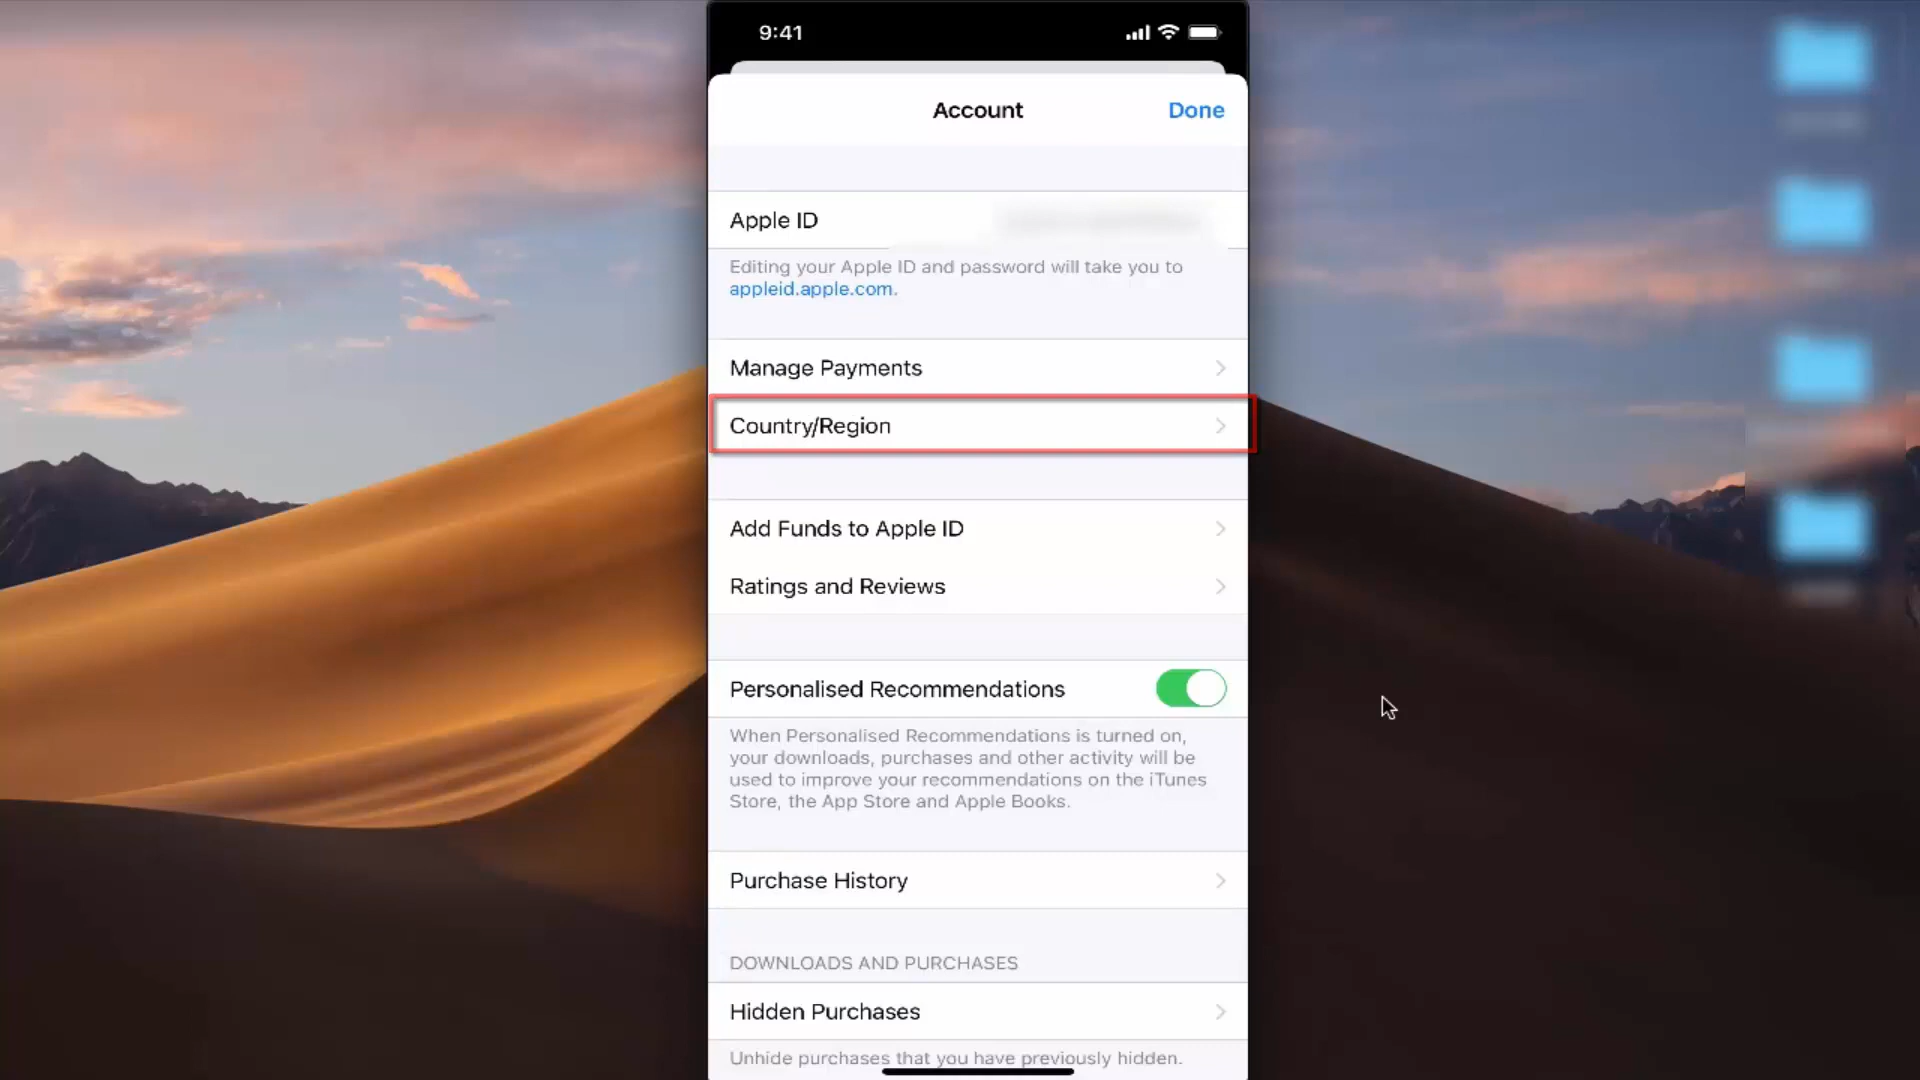 9:41
Account
Done
Apple ID
Editing your Apple ID and password will take you to
appleid.apple.com.
Manage Payments
Country/Region
Add Funds to Apple ID
Ratings and Reviews
Personalised Recommendations
When Personalised Recommendations is turned on,
your downloads, purchases and other activity will be
used to improve your recommendations on the iTunes
Store, the App Store and Apple Books.
Purchase History
DOWNLOADS AND PURCHASES
Hidden Purchases
Unhide purchases that you have previously hidden.